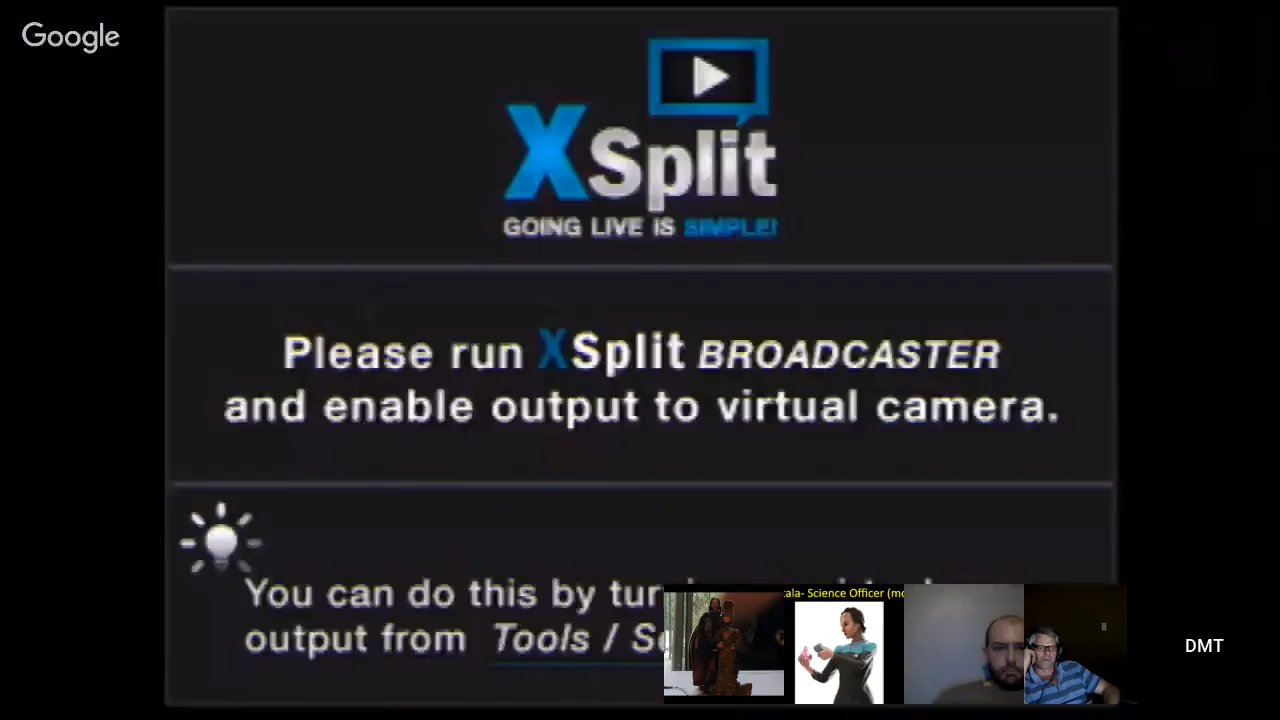 Google
XSplit
GOING LIVE IS SIMPLE!
Please run XSplit BROADCASTER
and enable output to virtual camera.
You can do this by
output from Tools /
Science Officer
DMT